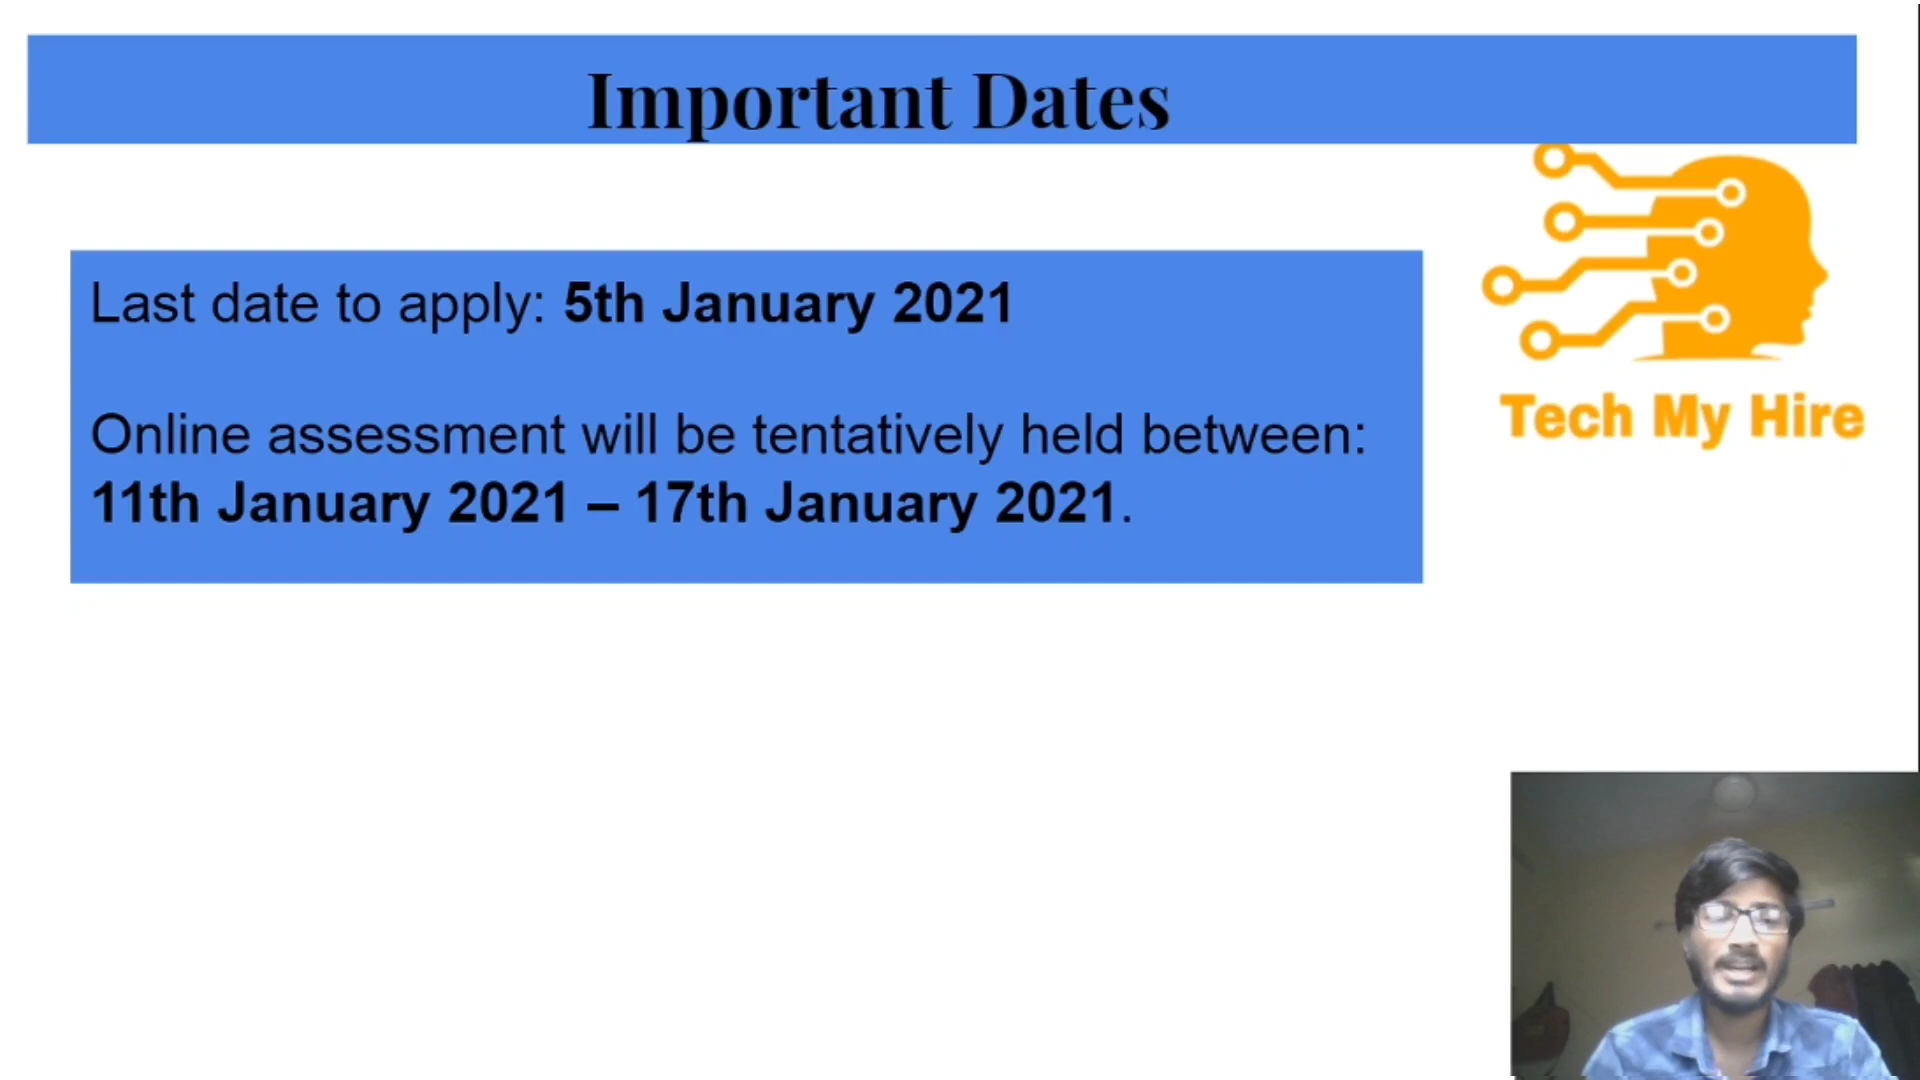 Important Dates
Last date to apply: 5th January 2021
Online assessment will be tentatively held between:
11th January 2021 – 17th January 2021.
Tech My Hire